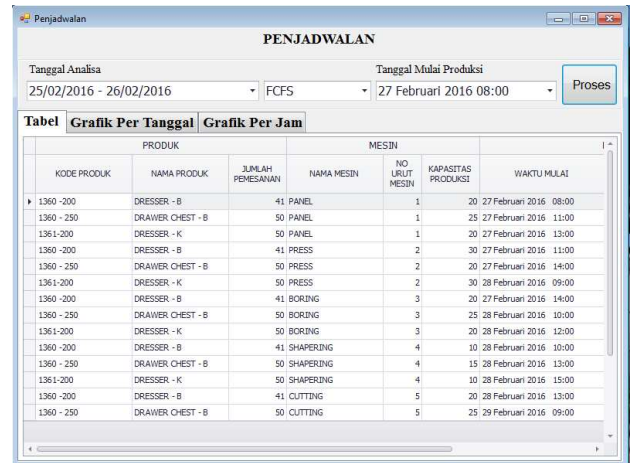 Penjadwalan
PENJADWALAN
Tanggal Analisa Tanggal Mulai Produksi
25/02/2016 - 26/02/2016 FCFS 27 Februari 2016 08:00 Proses
Tabel Grafik Per Tanggal Grafik Per Jam
PRODUK MESIN
KODE PRODUK NAMA PRODUK JUMLAH PEMESANAN NAMA MESIN NO URUT MESIN KAPASITAS PRODUKSI WAKTU MULAI
1360 -200 DRESSER - B 41 PANEL 1 20 27 Februari 2016 08:00
1360 - 250 DRAWER CHEST - B 50 PANEL 1 25 27 Februari 2016 11:00
1361-200 DRESSER - K 50 PANEL 1 20 27 Februari 2016 13:00
1360 -200 DRESSER - B 41 PRESS 2 30 27 Februari 2016 11:00
1360 - 250 DRAWER CHEST - B 50 PRESS 2 20 27 Februari 2016 14:00
1361-200 DRESSER - K 50 PRESS 2 30 28 Februari 2016 09:00
1360 -200 DRESSER - B 41 BORING 3 20 27 Februari 2016 14:00
1360 - 250 DRAWER CHEST - B 50 BORING 3 25 28 Februari 2016 10:00
1361-200 DRESSER - K 50 BORING 3 20 28 Februari 2016 12:00
1360 -200 DRESSER - B 41 SHAPERING 4 10 28 Februari 2016 10:00
1360 - 250 DRAWER CHEST - B 50 SHAPERING 4 15 28 Februari 2016 13:00
1361-200 DRESSER - K 50 SHAPERING 4 10 28 Februari 2016 15:00
1360 -200 DRESSER - B 41 CUTTING 5 20 28 Februari 2016 13:00
1360 - 250 DRAWER CHEST - B 50 CUTTING 5 25 29 Februari 2016 09:00